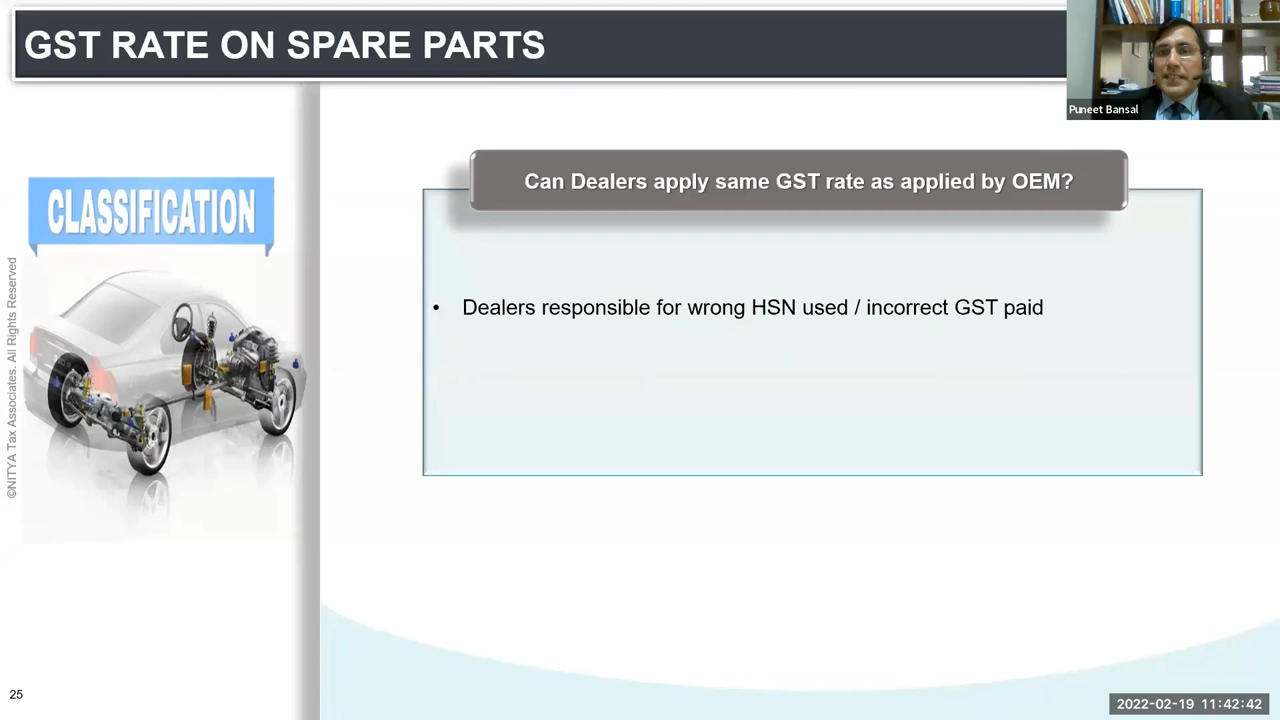 GST RATE ON SPARE PARTS
Puneet Bansal
Can Dealers apply same GST rate as applied by OEM?
CLASSIFICATION
• Dealers responsible for wrong HSN used / incorrect GST paid
©NITYA Tax Associates. All Rights Reserved
25
2022-02-19 11:42:42